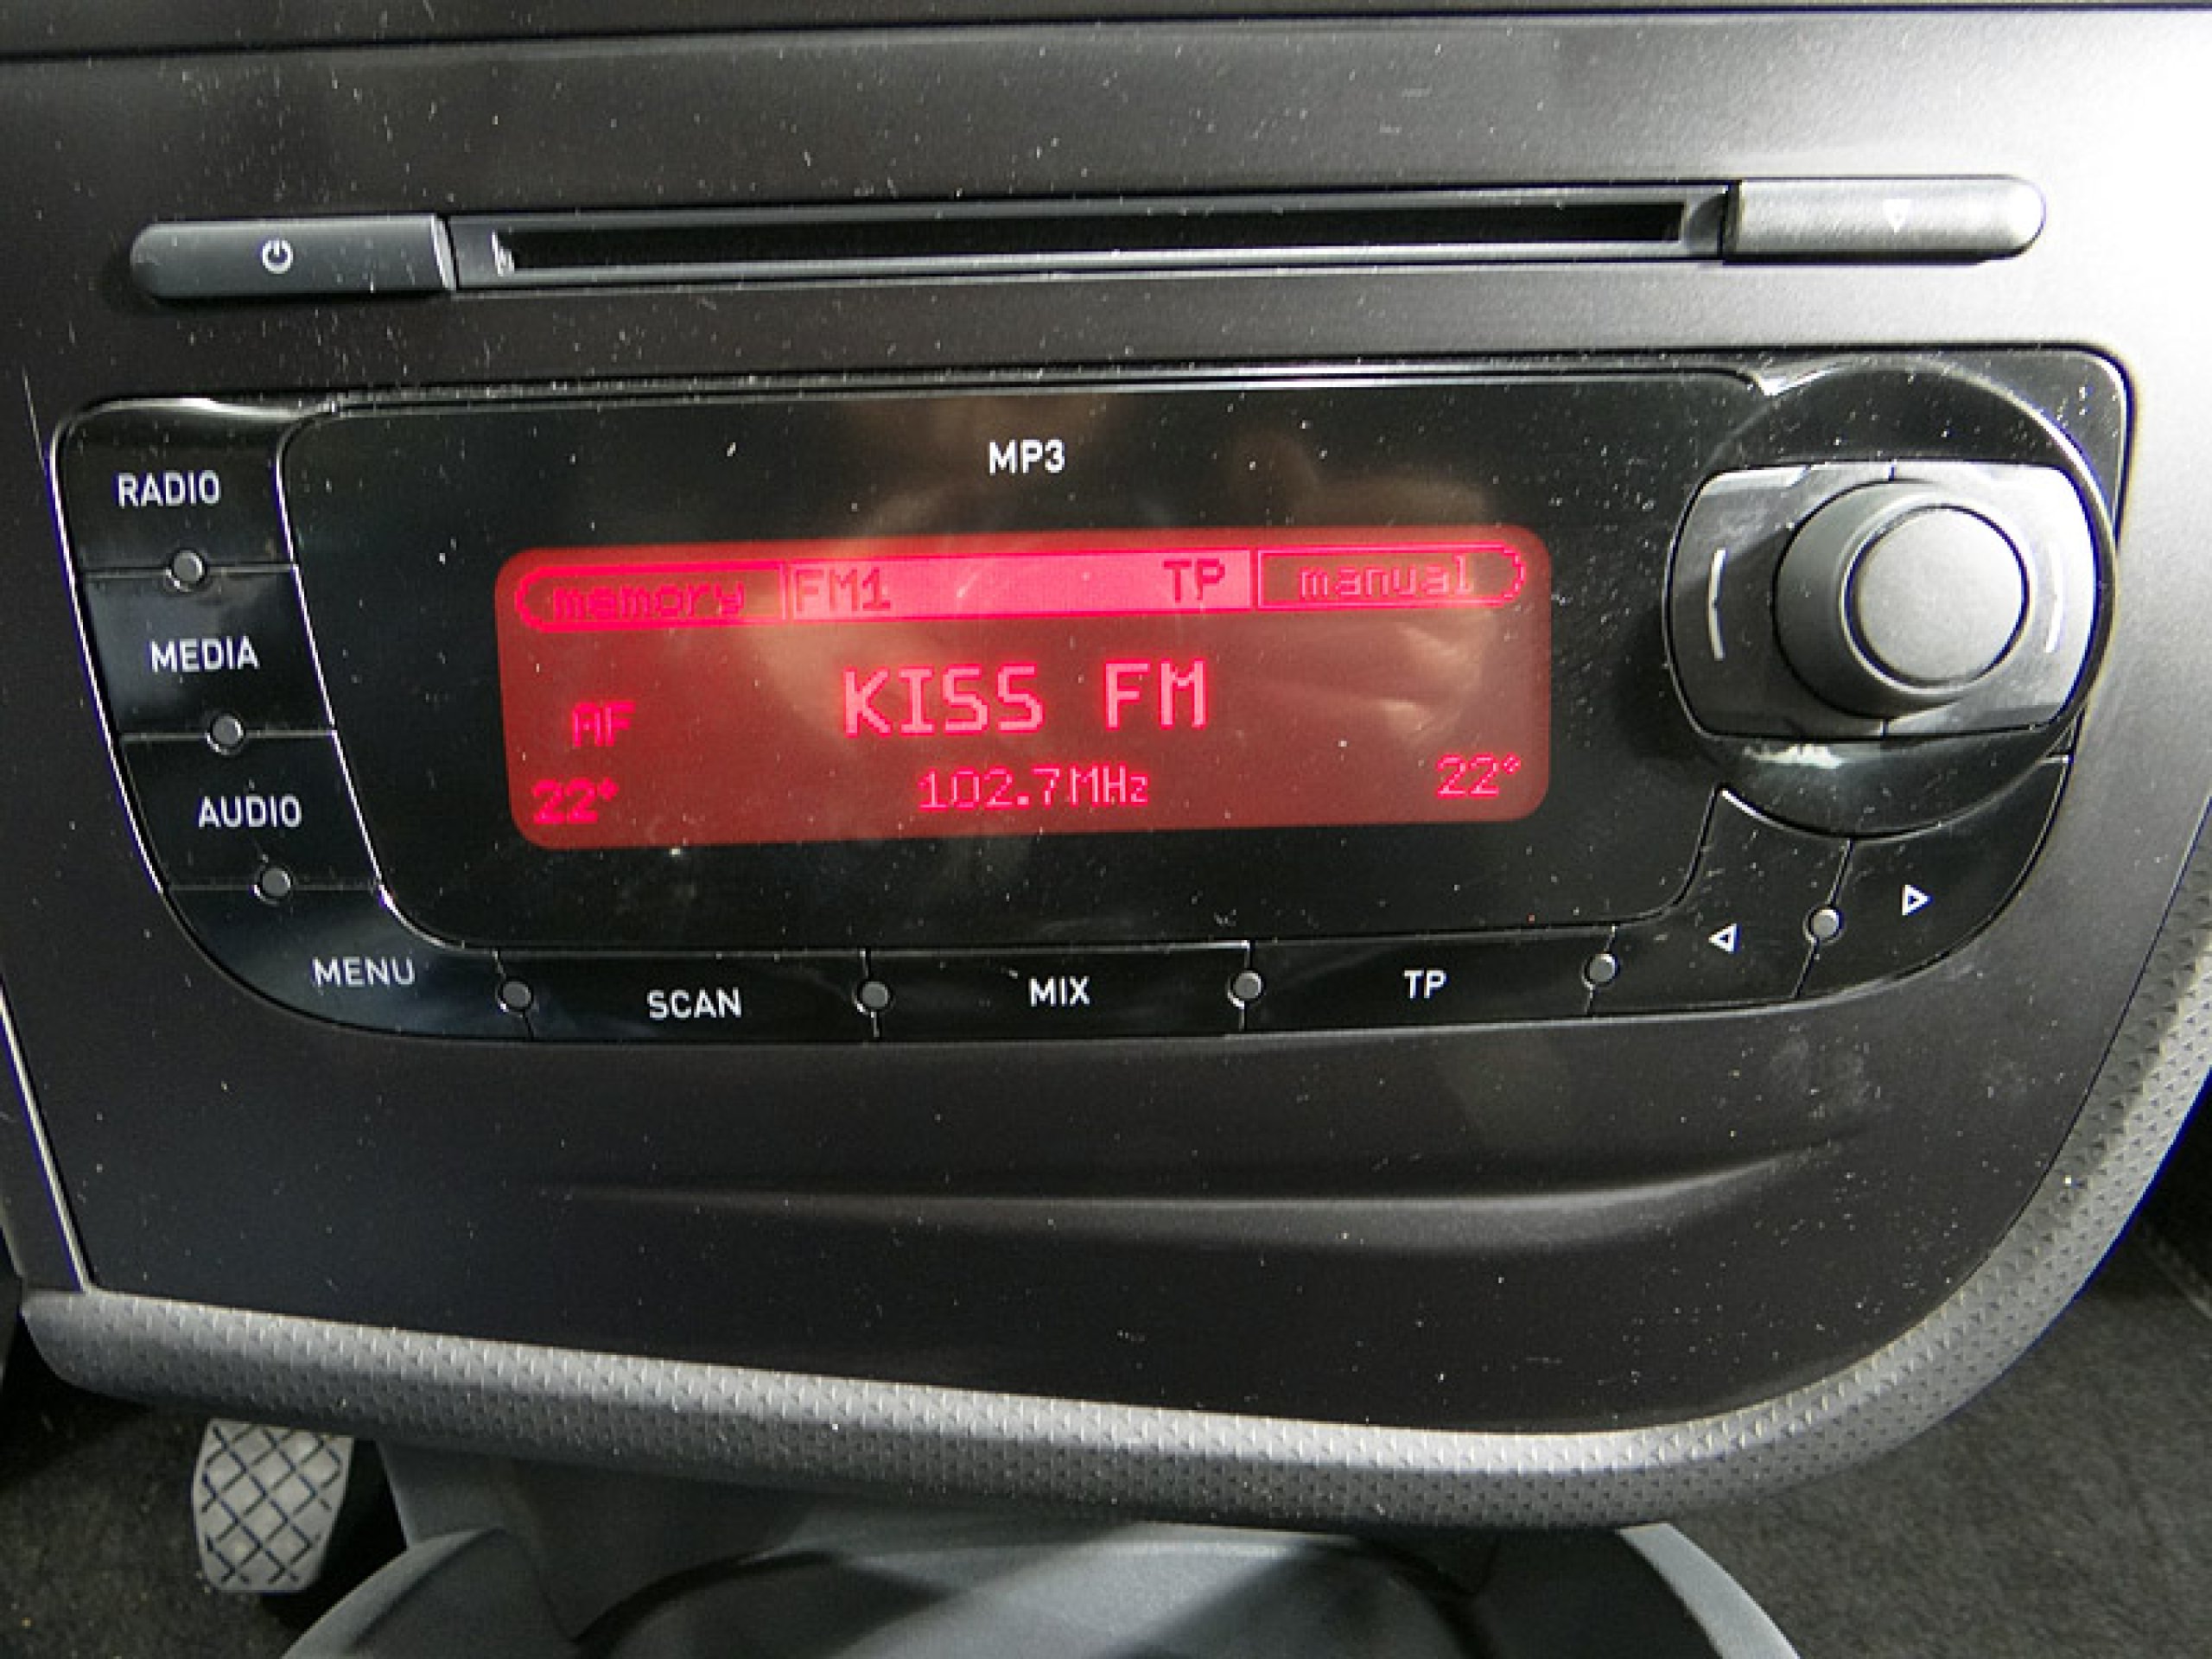 MP3
RADIO
memory FM1 TP manual
MEDIA
KISS FM
AF
22° 102.7MHz 22°
AUDIO
MENU SCAN MIX TP